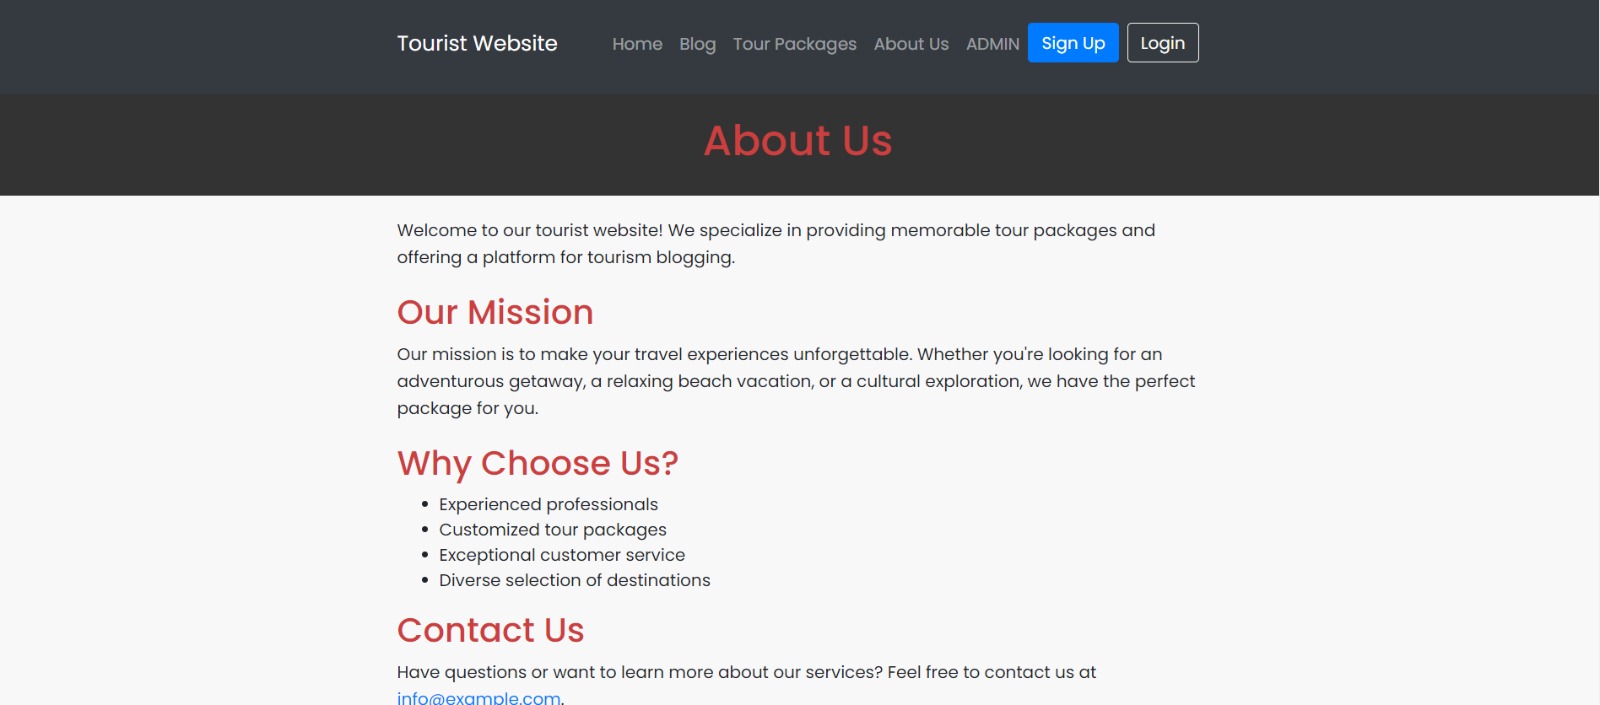 Tourist Website Home Blog Tour Packages About Us ADMIN Sign Up Login
About Us
Welcome to our tourist website! We specialize in providing memorable tour packages and
offering a platform for tourism blogging.
Our Mission
Our mission is to make your travel experiences unforgettable. Whether you're looking for an
adventurous getaway, a relaxing beach vacation, or a cultural exploration, we have the perfect
package for you.
Why Choose Us?
• Experienced professionals
• Customized tour packages
• Exceptional customer service
• Diverse selection of destinations
Contact Us
Have questions or want to learn more about our services? Feel free to contact us at
info@example.com.